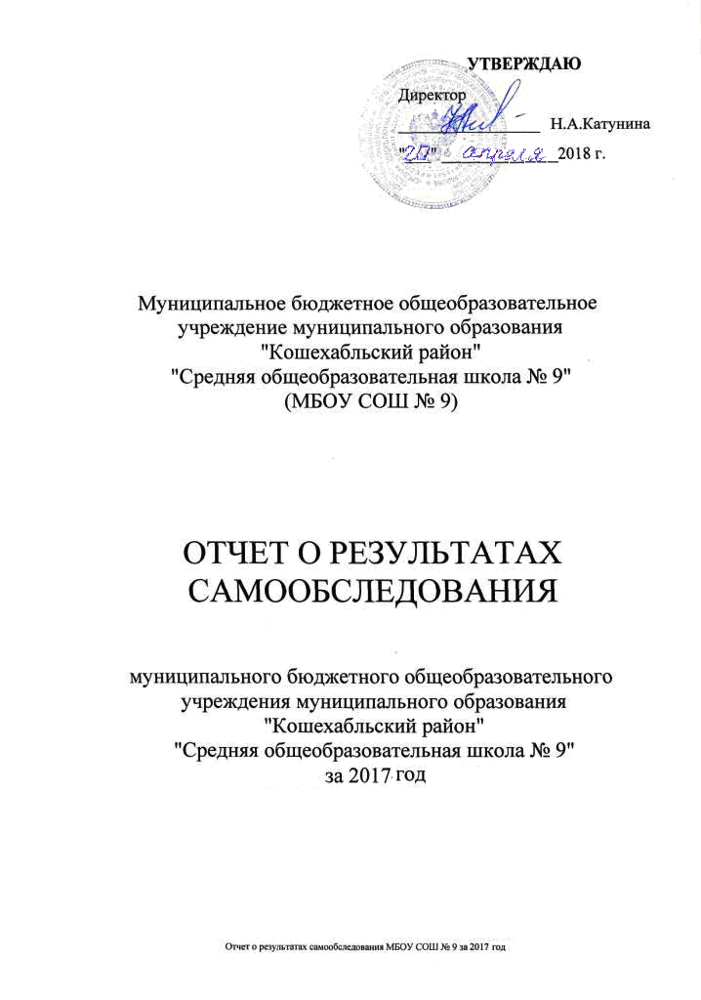 УТВЕРЖДАЮ
Директор
Н.А.Катунина
"20" апреля 2018 г.
Муниципальное бюджетное общеобразовательное
учреждение муниципального образования
"Кошехабльский район"
"Средняя общеобразовательная школа № 9"
(МБОУ СОШ № 9)
ОТЧЕТ О РЕЗУЛЬТАТАХ
САМООБСЛЕДОВАНИЯ
муниципального бюджетного общеобразовательного
учреждения муниципального образования
"Кошехабльский район"
"Средняя общеобразовательная школа № 9"
за 2017 год
Отчет о результатах самообследования МБОУ СОШ № 9 за 2017 год